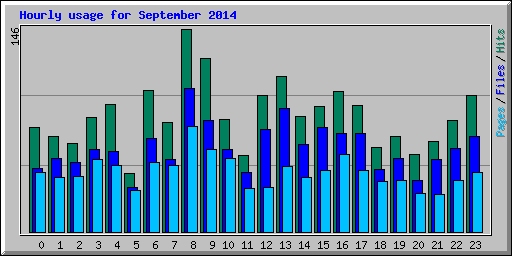 Hourly usage for September 2014
146
Pages / Files / Hits
0 1 2 3 4 5 6 7 8 9 10 11 12 13 14 15 16 17 18 19 20 21 22 23